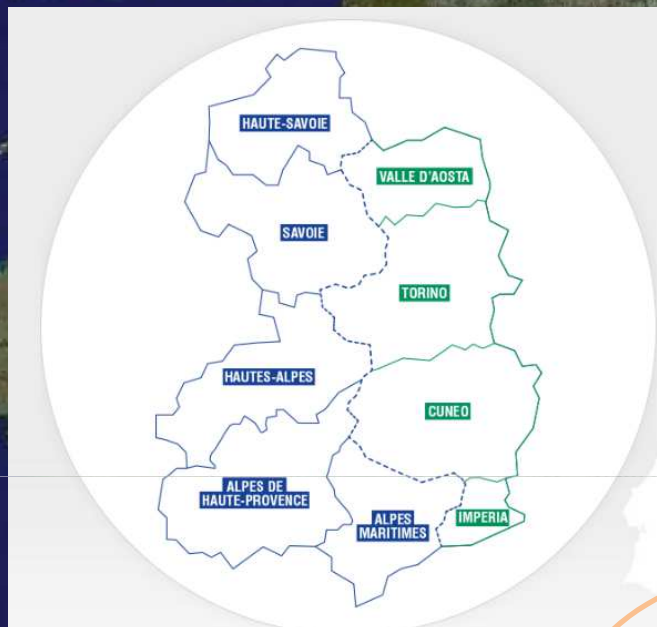 HAUTE-SAVOIE
VALLE D'AOSTA
SAVOIE
TORINO
HAUTES-ALPES
CUNEO
ALPES DE
HAUTE-PROVENCE
ALPES
MARITIMES
IMPERIA